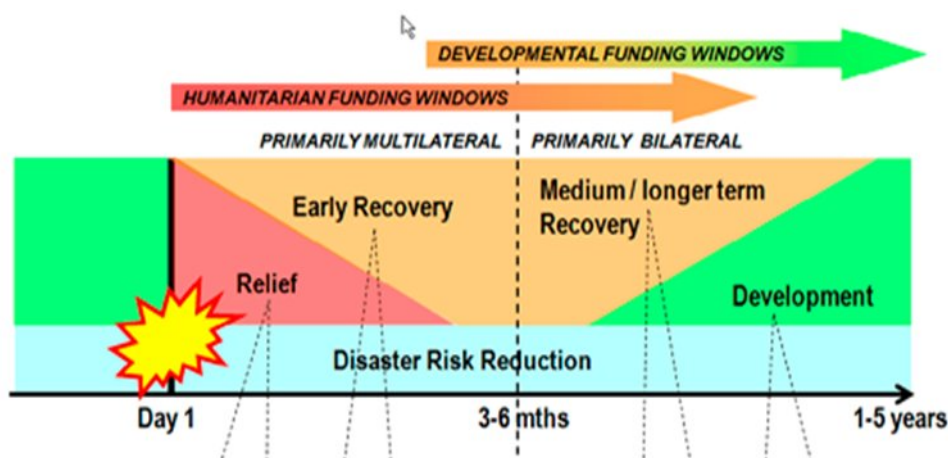 DEVELOPMENTAL FUNDING WINDOWS
HUMANITARIAN FUNDING WINDOWS
PRIMARILY MULTILATERAL
PRIMARILY BILATERAL
Early Recovery
Medium / longer term
Recovery
Relief
Development
Disaster Risk Reduction
Day 1
3-6 mths
1-5 years